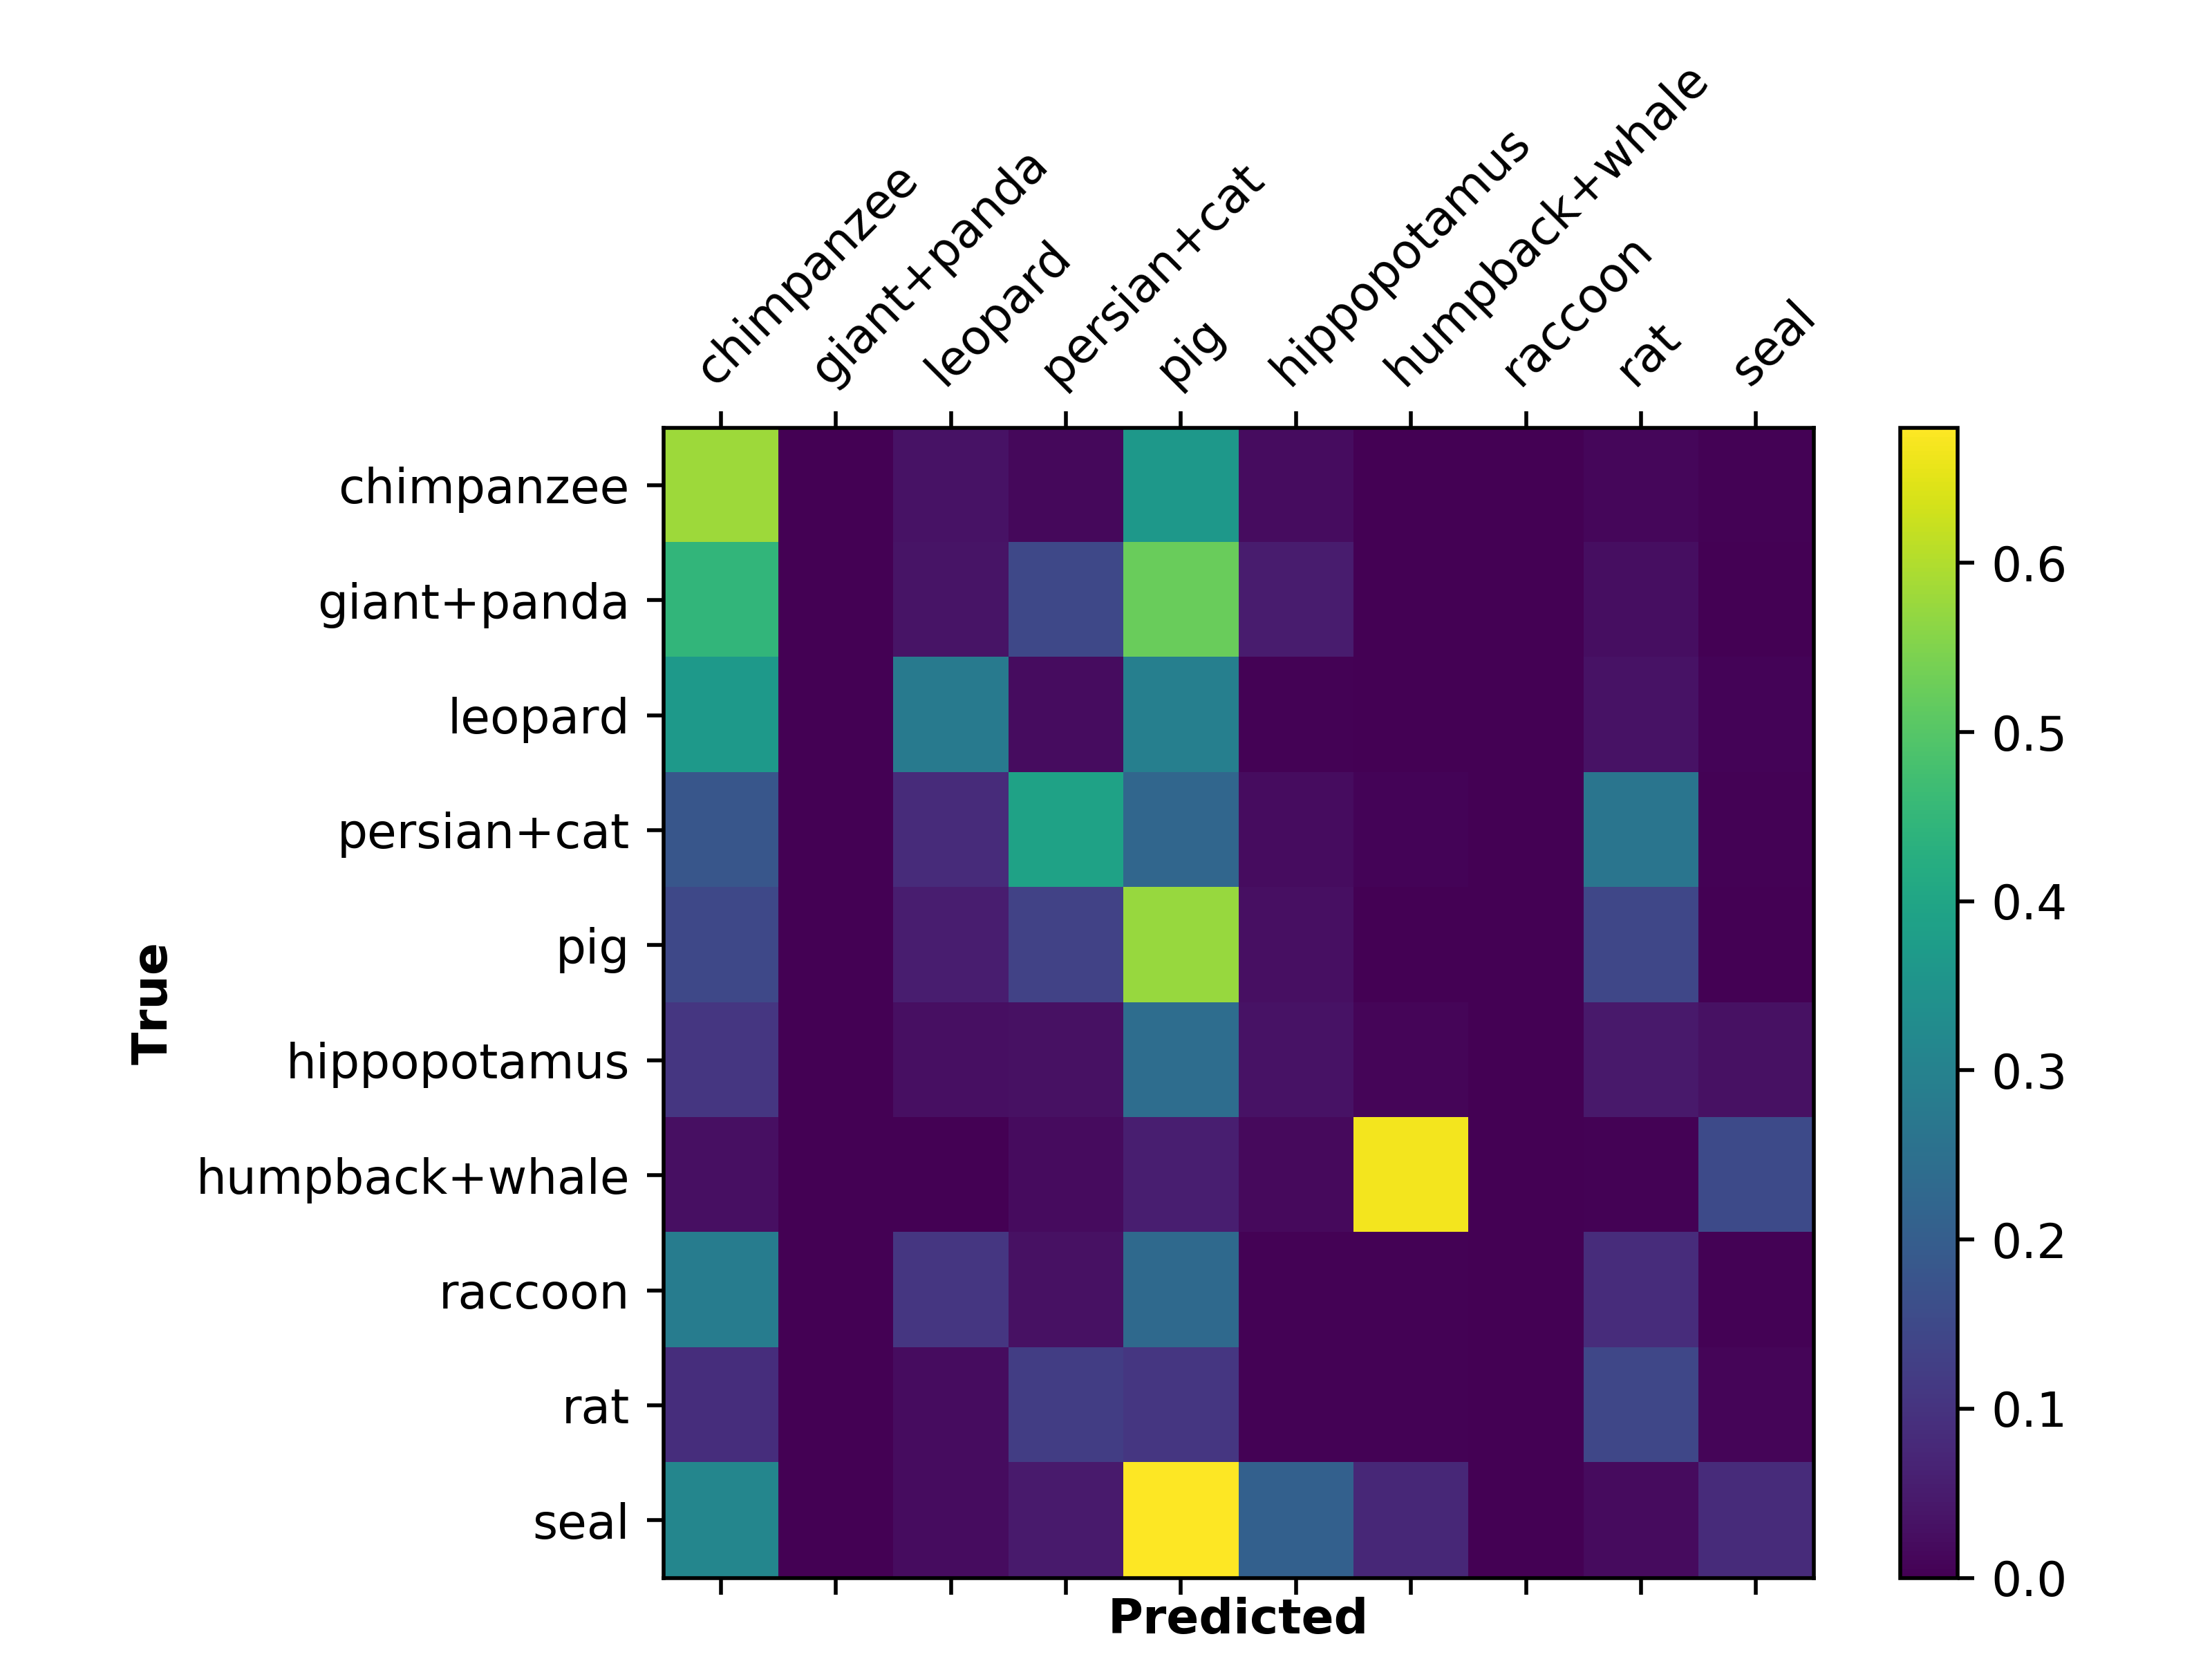 chimpanzee
giant+panda
leopard
persian+cat
pig
hippopotamus
humpback+whale
raccoon
rat
seal
chimpanzee
giant+panda
leopard
persian+cat
pig
hippopotamus
humpback+whale
raccoon
rat
seal
True
Predicted
0.6
0.5
0.4
0.3
0.2
0.1
0.0